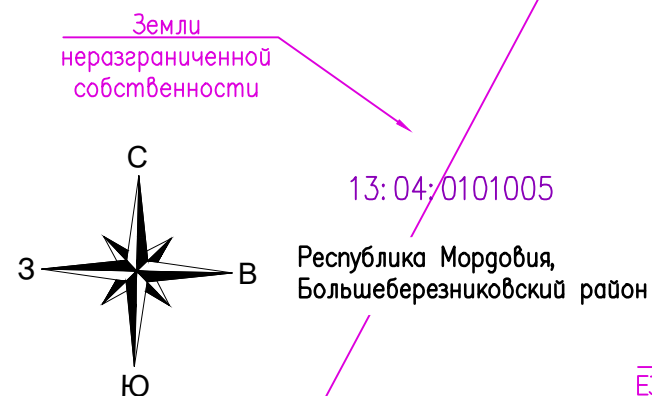 Земли
неразграниченной
собственности
С
13:04:0101005
З
В
Республика Мордовия,
Большеберезниковский район
Ю